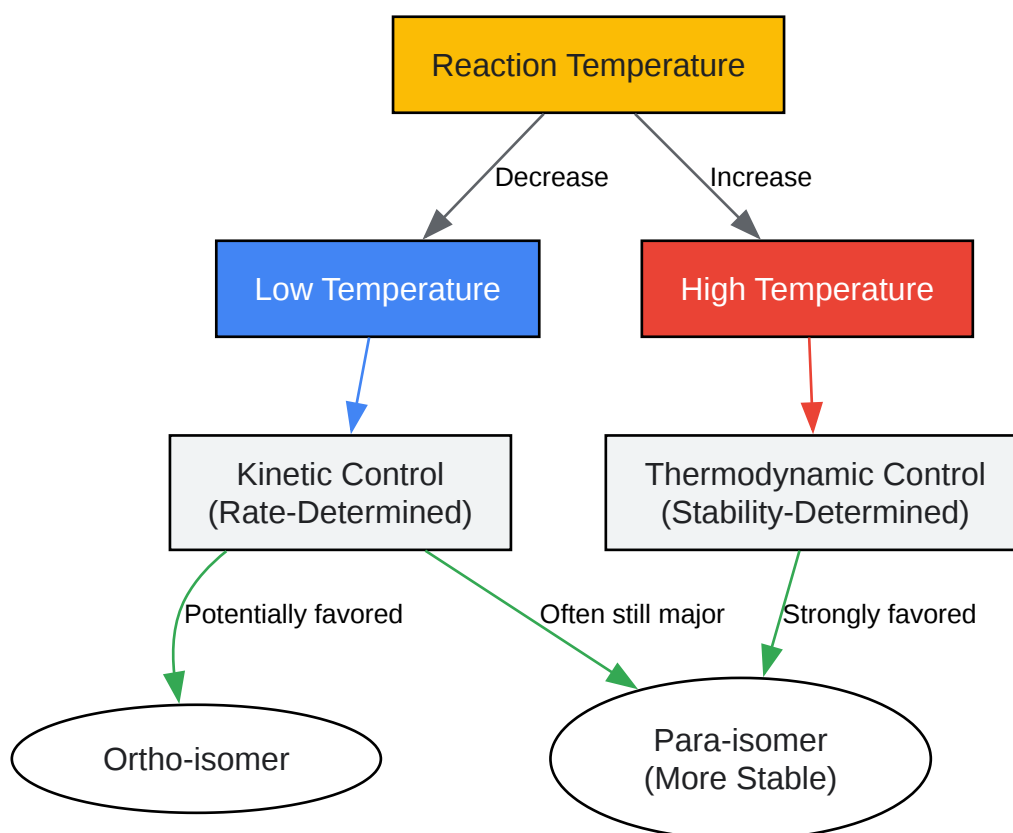 Reaction Temperature
Decrease
Increase
Low Temperature
High Temperature
Kinetic Control
(Rate-Determined)
Thermodynamic Control
(Stability-Determined)
Potentially favored
Often still major
Strongly favored
Ortho-isomer
Para-isomer
(More Stable)